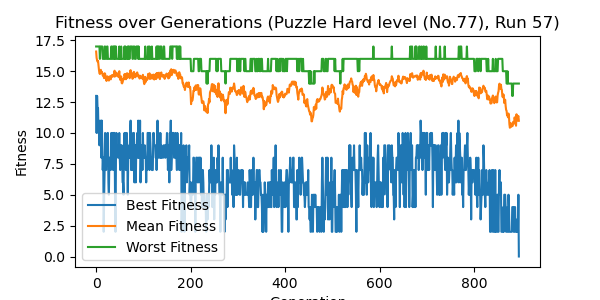 Fitness over Generations (Puzzle Hard level (No.77), Run 57)
17.5
15.0
12.5
10.0
7.5
5.0
2.5
0.0
Fitness
Best Fitness
Mean Fitness
Worst Fitness
0 200 400 600 800
Generation